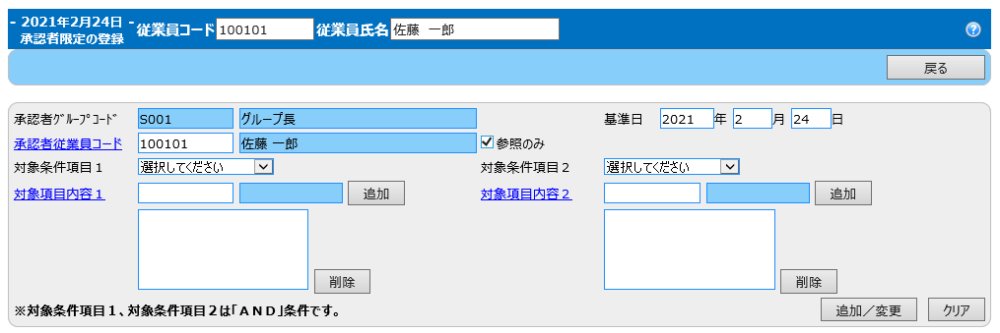 - 2021年2月24日 -
承認者限定の登録
従業員コード 100101 従業員氏名 佐藤　一郎
?
戻る
承認者ｸﾞﾙｰﾌﾟｺｰﾄﾞ S001 グループ長 基準日 2021 年 2 月 24 日
承認者従業員コード 100101 佐藤 一郎 参照のみ
対象条件項目１ 選択してください 対象条件項目２ 選択してください
対象項目内容１ 追加 対象項目内容２ 追加
削除 削除
※対象条件項目１、対象条件項目２は「ＡＮＤ」条件です。 追加／変更 クリア